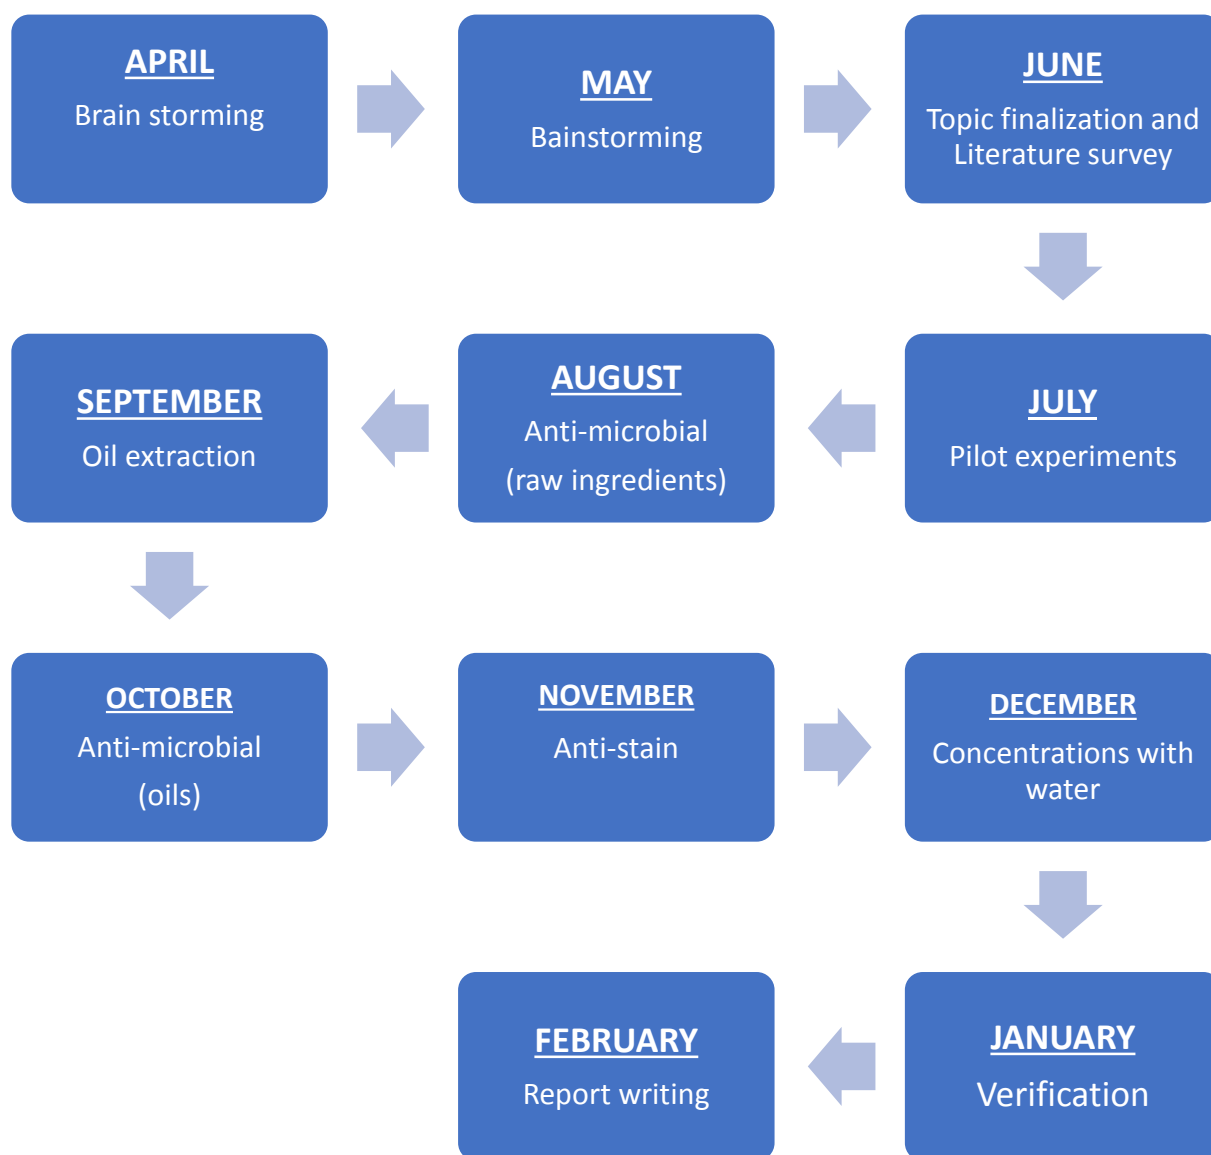 APRIL
Brain storming
MAY
Bainstorming
JUNE
Topic finalization and
Literature survey
JULY
Pilot experiments
AUGUST
Anti-microbial
(raw ingredients)
SEPTEMBER
Oil extraction
OCTOBER
Anti-microbial
(oils)
NOVEMBER
Anti-stain
DECEMBER
Concentrations with
water
JANUARY
Verification
FEBRUARY
Report writing